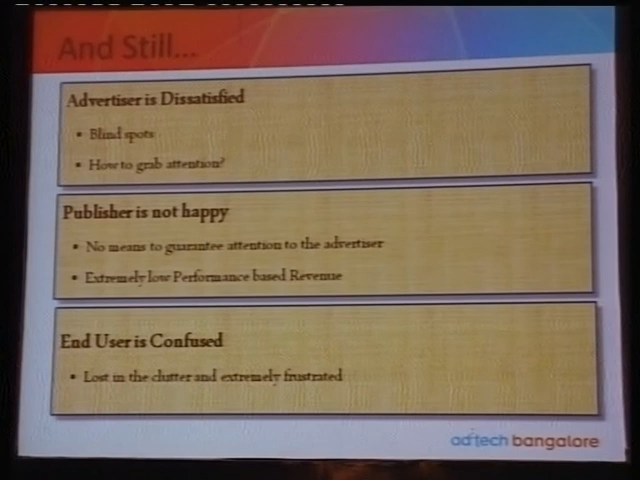 And Still...
Advertiser is Dissatisfied
• Blind spots
• How to grab attention?
Publisher is not happy
• No means to guarantee attention to the advertiser
• Extremely low Performance based Revenue
End User is Confused
• Lost in the clutter and extremely frustrated
ad:tech bangalore